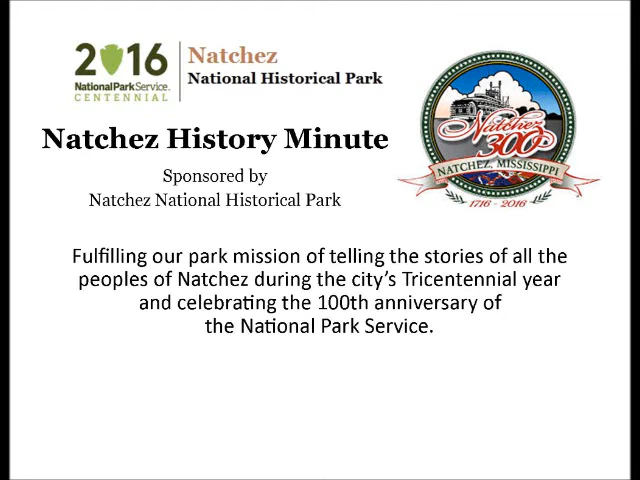 2016
National Park Service
CENTENNIAL
Natchez
National Historical Park
Natchez History Minute
Sponsored by
Natchez National Historical Park
Natchez
300
NATCHEZ, MISSISSIPPI
1716 - 2016
Fulfilling our park mission of telling the stories of all the
peoples of Natchez during the city’s Tricentennial year
and celebrating the 100th anniversary of
the National Park Service.